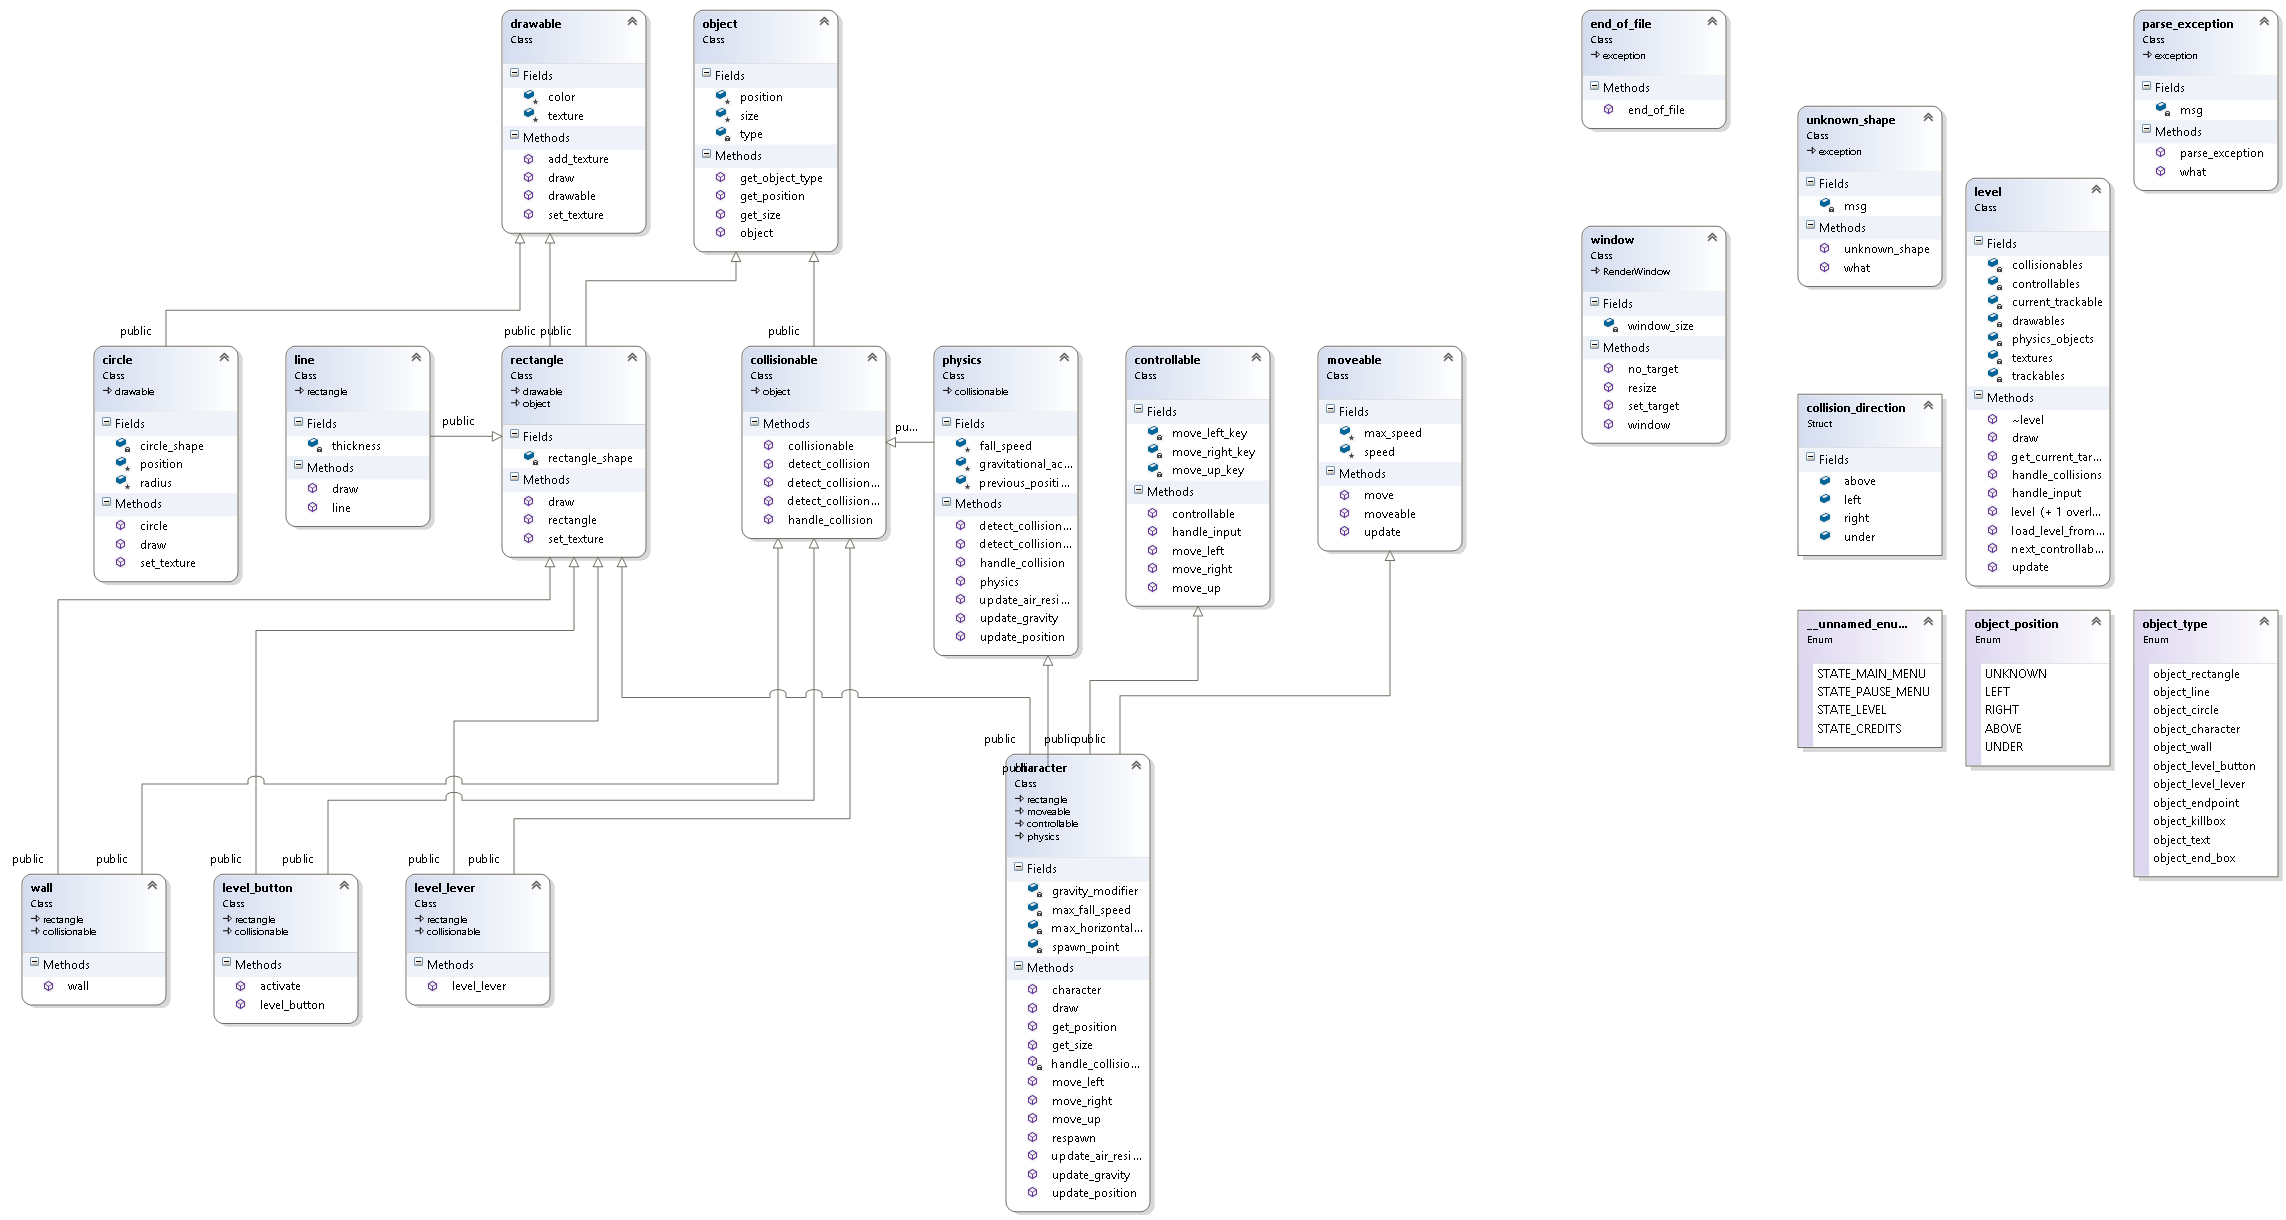 drawable
Class
Fields
color
texture
Methods
add_texture
draw
drawable
set_texture
object
Class
Fields
position
size
type
Methods
get_object_type
get_position
get_size
object
end_of_file
Class
exception
Methods
end_of_file
parse_exception
Class
exception
Fields
msg
Methods
parse_exception
what
unknown_shape
Class
exception
Fields
msg
Methods
unknown_shape
what
level
Class
Fields
collisionables
controllables
current_trackable
drawables
physics_objects
textures
trackables
Methods
~level
draw
get_current_tar...
handle_collisions
handle_input
level (+ 1 overl...
load_level_from...
next_controllab...
update
window
Class
RenderWindow
Fields
window_size
Methods
no_target
resize
set_target
window
public
public
public
public
circle
Class
drawable
Fields
circle_shape
position
radius
Methods
circle
draw
set_texture
line
Class
rectangle
Fields
thickness
Methods
draw
line
public
rectangle
Class
drawable
object
Fields
rectangle_shape
Methods
draw
rectangle
set_texture
collisionable
Class
object
Methods
collisionable
detect_collision
detect_collision...
detect_collision...
handle_collision
pu...
physics
Class
collisionable
Fields
fall_speed
gravitational_ac...
previous_positi...
Methods
detect_collision...
detect_collision...
handle_collision
physics
update_air_resi...
update_gravity
update_position
controllable
Class
Fields
move_left_key
move_right_key
move_up_key
Methods
controllable
handle_input
move_left
move_right
move_up
moveable
Class
Fields
max_speed
speed
Methods
move
moveable
update
collision_direction
Struct
Fields
above
left
right
under
__unnamed_enu...
Enum
STATE_MAIN_MENU
STATE_PAUSE_MENU
STATE_LEVEL
STATE_CREDITS
object_position
Enum
UNKNOWN
LEFT
RIGHT
ABOVE
UNDER
object_type
Enum
object_rectangle
object_line
object_circle
object_character
object_wall
object_level_button
object_level_lever
object_endpoint
object_killbox
object_text
object_end_box
public
public
public
public
character
Class
rectangle
moveable
controllable
physics
Fields
gravity_modifier
max_fall_speed
max_horizontal...
spawn_point
Methods
character
draw
get_position
get_size
handle_collisio...
move_left
move_right
move_up
respawn
update_air_resi...
update_gravity
update_position
public
public
public
public
public
public
wall
Class
rectangle
collisionable
Methods
wall
level_button
Class
rectangle
collisionable
Methods
activate
level_button
level_lever
Class
rectangle
collisionable
Methods
level_lever